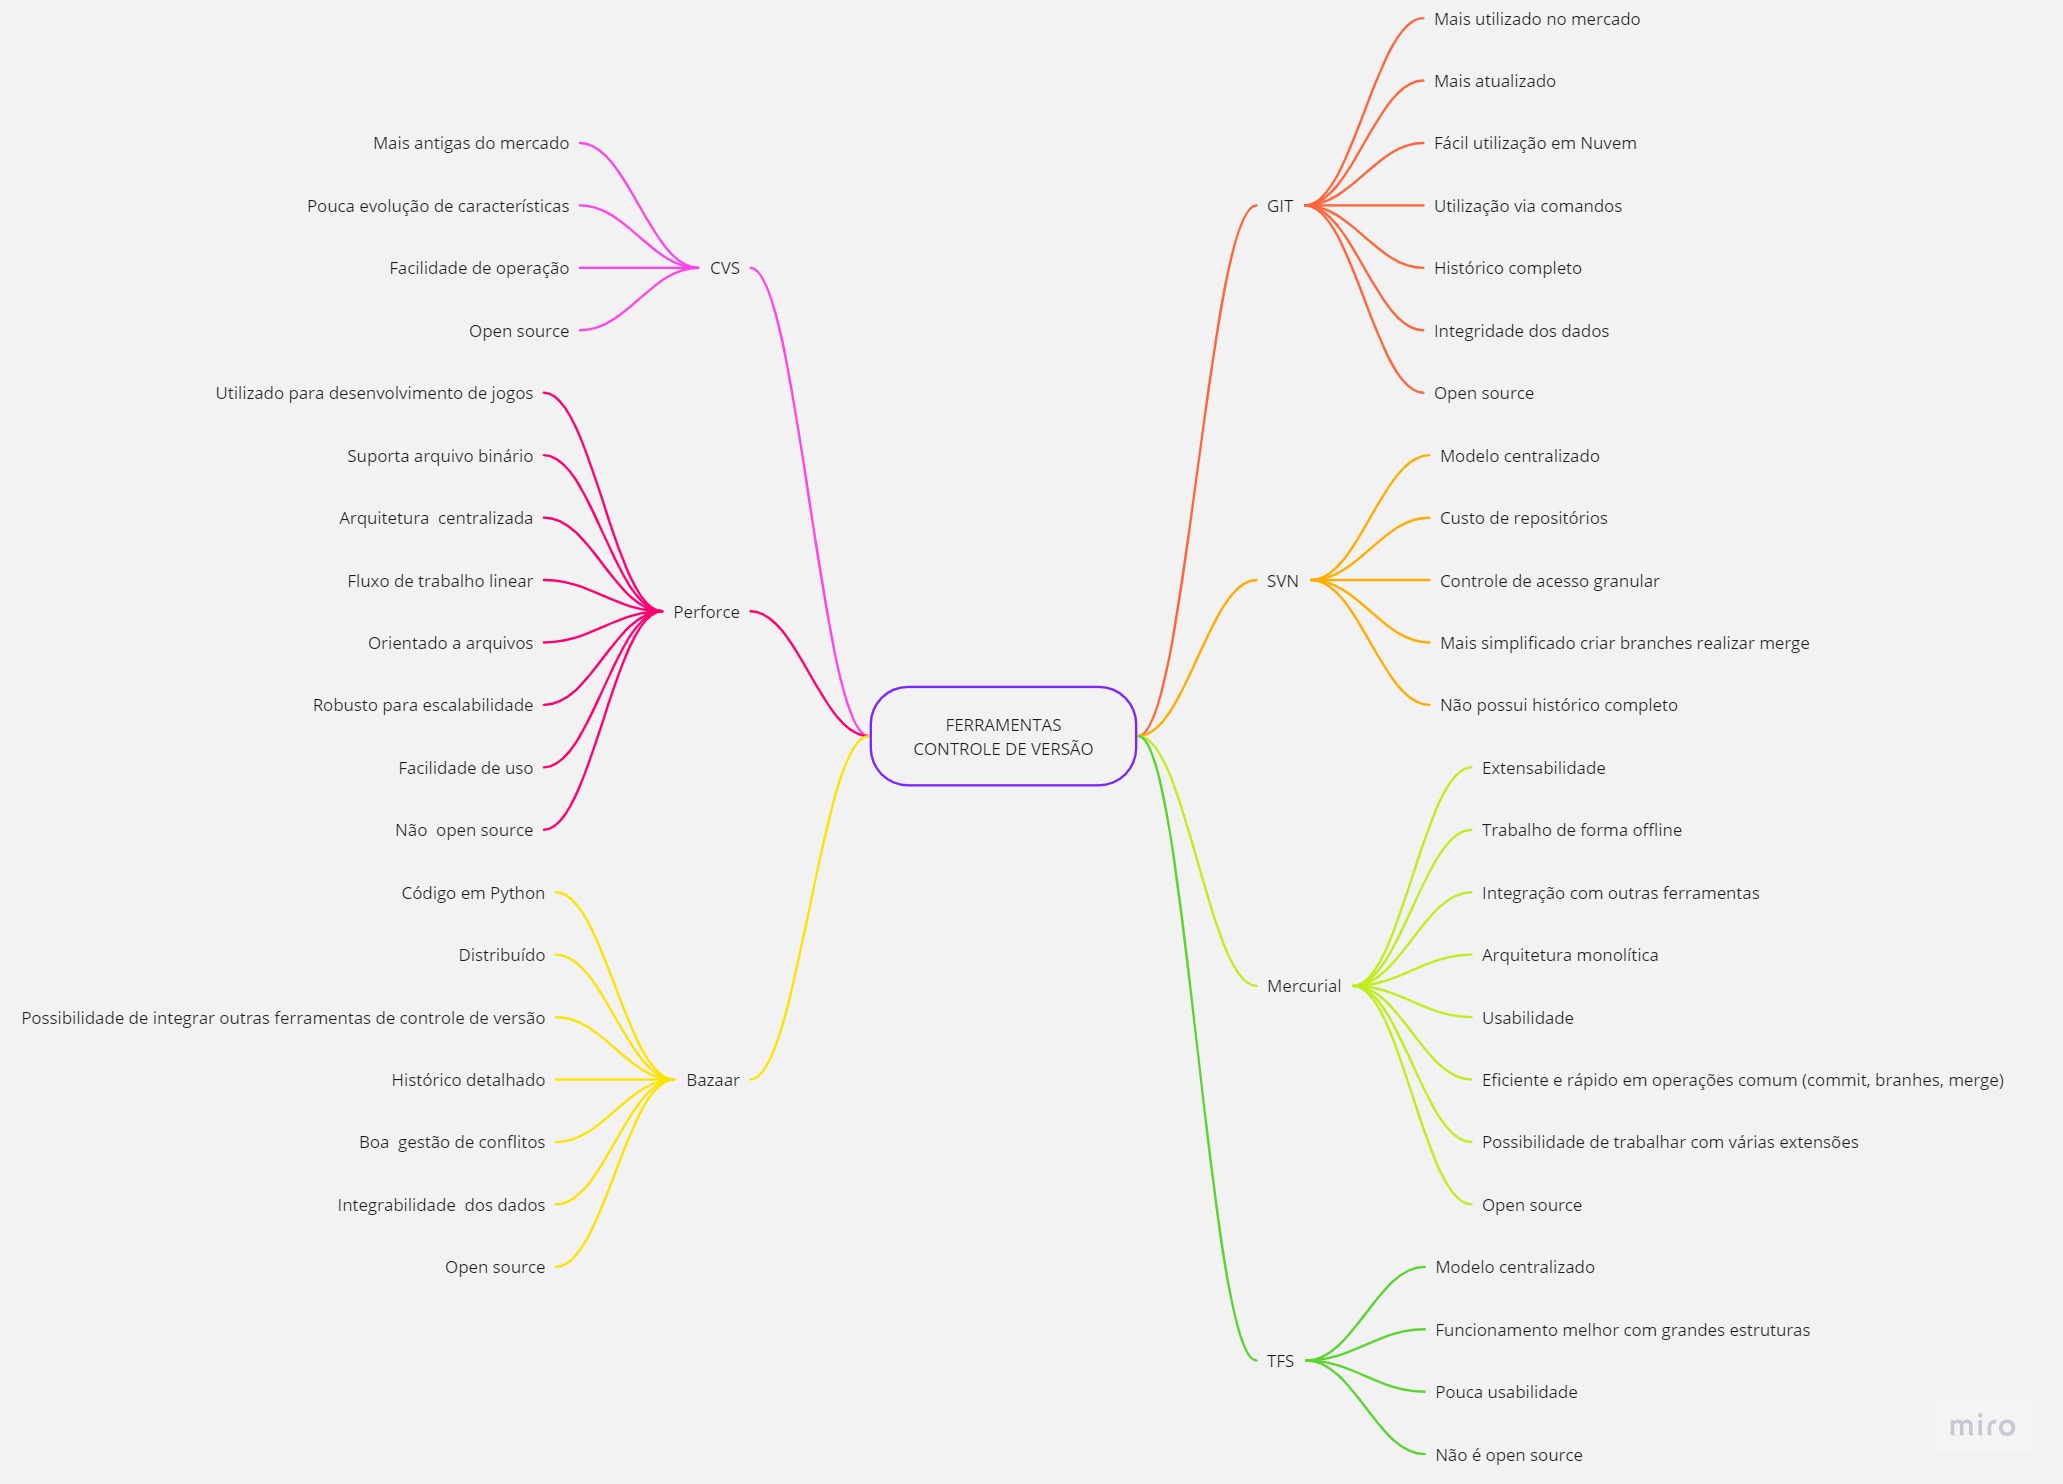 FERRAMENTAS
CONTROLE DE VERSÃO
CVS
Mais antigas do mercado
Pouca evolução de características
Facilidade de operação
Open source
Perforce
Utilizado para desenvolvimento de jogos
Suporta arquivo binário
Arquitetura  centralizada
Fluxo de trabalho linear
Orientado a arquivos
Robusto para escalabilidade
Facilidade de uso
Não  open source
Bazaar
Código em Python
Distribuído
Possibilidade de integrar outras ferramentas de controle de versão
Histórico detalhado
Boa  gestão de conflitos
Integrabilidade  dos dados
Open source
GIT
Mais utilizado no mercado
Mais atualizado
Fácil utilização em Nuvem
Utilização via comandos
Histórico completo
Integridade dos dados
Open source
SVN
Modelo centralizado
Custo de repositórios
Controle de acesso granular
Mais simplificado criar branches realizar merge
Não possui histórico completo
Mercurial
Extensabilidade
Trabalho de forma offline
Integração com outras ferramentas
Arquitetura monolítica
Usabilidade
Eficiente e rápido em operações comum (commit, branhes, merge)
Possibilidade de trabalhar com várias extensões
Open source
TFS
Modelo centralizado
Funcionamento melhor com grandes estruturas
Pouca usabilidade
Não é open source
miro